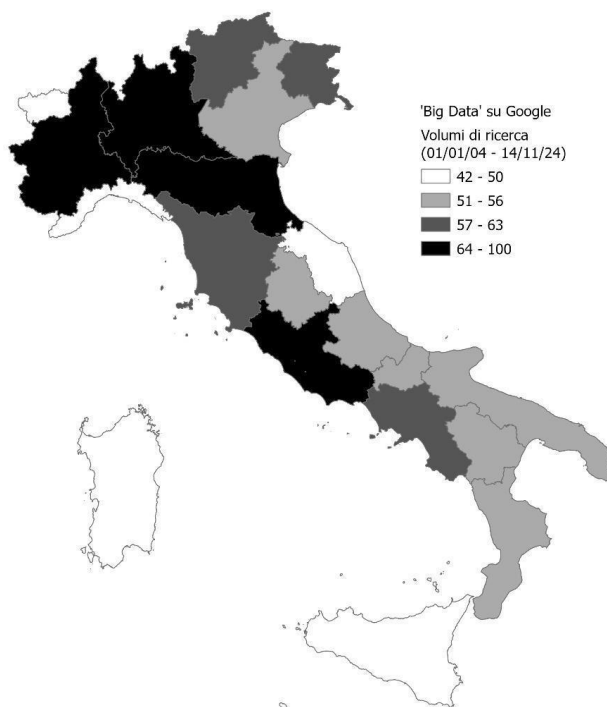 'Big Data' su Google
Volumi di ricerca
(01/01/04 - 14/11/24)
42 - 50
51 - 56
57 - 63
64 - 100